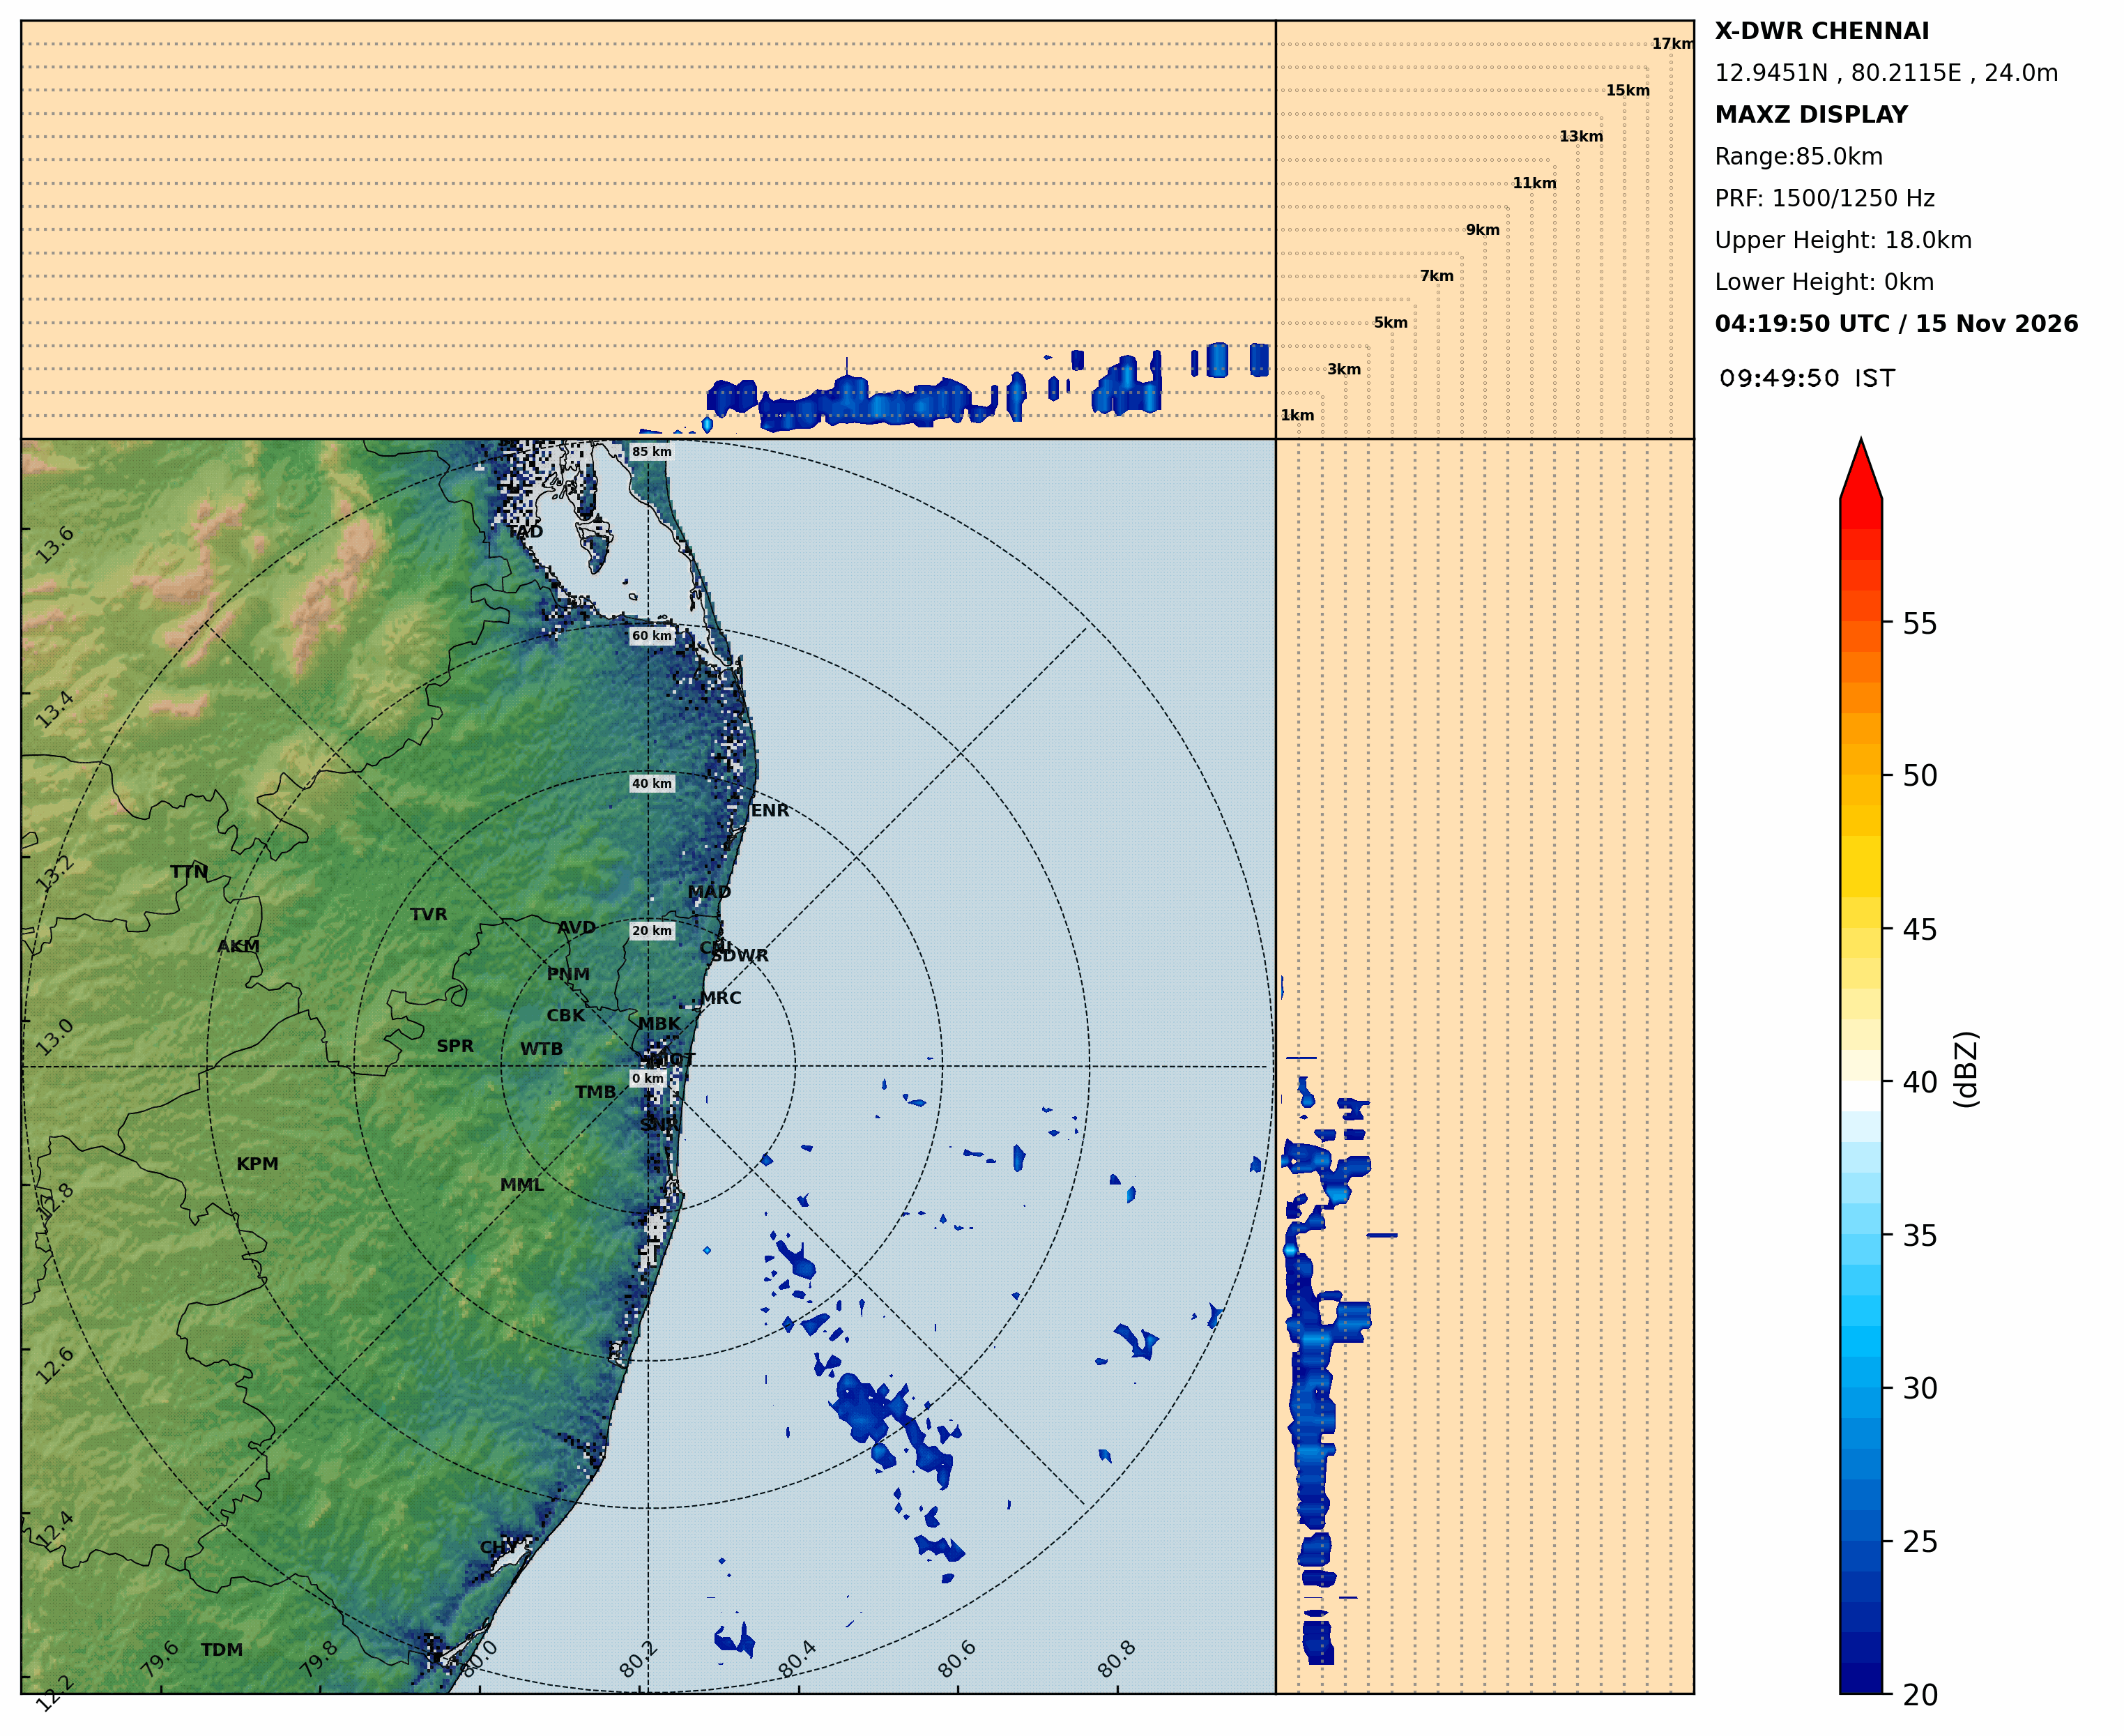 X-DWR CHENNAI
12.9451N , 80.2115E , 24.0m
MAXZ DISPLAY
Range:85.0km
PRF: 1500/1250 Hz
Upper Height: 18.0km
Lower Height: 0km
04:19:50 UTC / 15 Nov 2026
09:49:50 IST
17km
15km
13km
11km
9km
7km
5km
3km
1km
85 km
60 km
40 km
20 km
0 km
TAD
ENR
MAD
TTN
TVR
AVD
AKM
SDWR
PNM
MRC
CBK
MBK
SPR
WTB
TMB
SNR
KPM
MML
CHY
TDM
13.6
13.4
13.2
13.0
12.8
12.6
12.4
12.2
79.6
79.8
80.0
80.2
80.4
80.6
80.8
55
50
45
40
35
30
25
20
(dBZ)